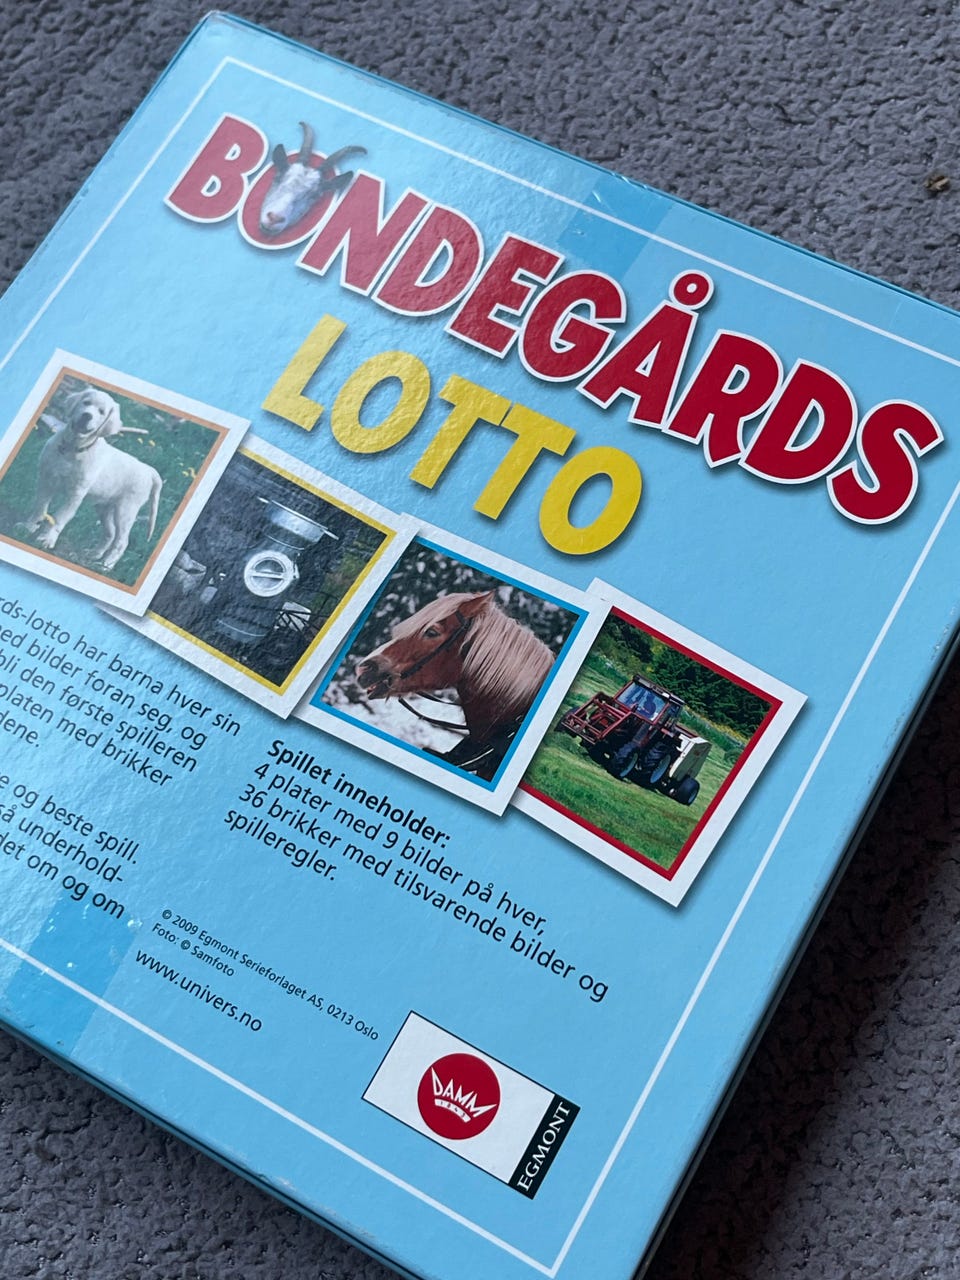 BONDEGÅRDS
LOTTO
rds-lotto har barna hver sin
ed bilder foran seg, og
bli den første spilleren
platen med brikker
ene.
e og beste spill.
så underhold-
det om og om
Spillet inneholder:
4 plater med 9 bilder på hver,
36 brikker med tilsvarende bilder og
spilleregler.
© 2009 Egmont Serieforlaget AS, 0213 Oslo
Foto: © Samfoto
www.univers.no
DAMM
EGMONT